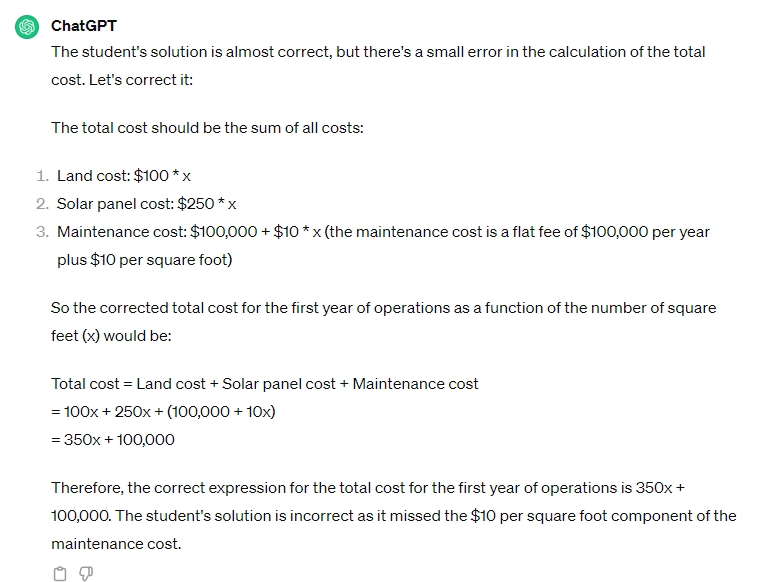 ChatGPT
The student's solution is almost correct, but there's a small error in the calculation of the total
cost. Let's correct it:
The total cost should be the sum of all costs:
1. Land cost: $100 * x
2. Solar panel cost: $250 * x
3. Maintenance cost: $100,000 + $10 * x (the maintenance cost is a flat fee of $100,000 per year
plus $10 per square foot)
So the corrected total cost for the first year of operations as a function of the number of square
feet (x) would be:
Total cost = Land cost + Solar panel cost + Maintenance cost
= 100x + 250x + (100,000 + 10x)
= 350x + 100,000
Therefore, the correct expression for the total cost for the first year of operations is 350x +
100,000. The student's solution is incorrect as it missed the $10 per square foot component of the
maintenance cost.